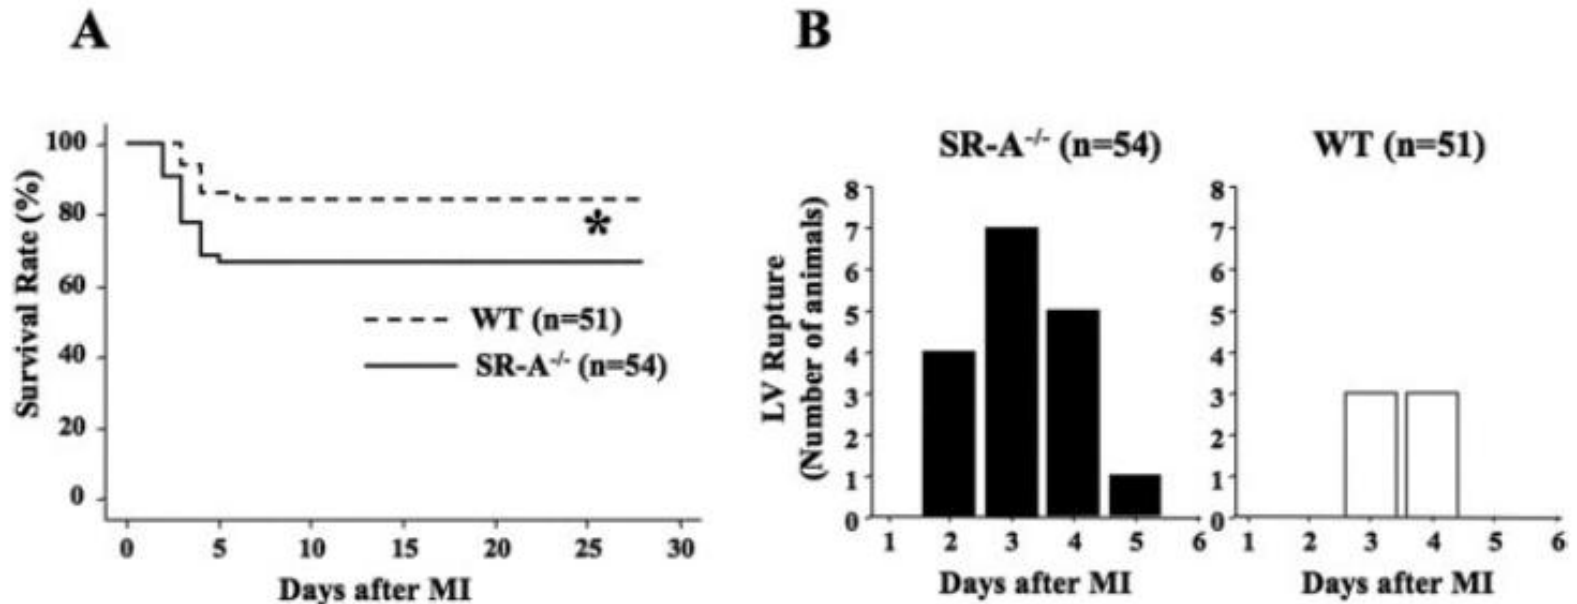 A
Survival Rate (%)
100
80
60
40
20
0
*
WT (n=51)
SR-A-/- (n=54)
0 5 10 15 20 25 30
Days after MI
B
SR-A-/- (n=54)
LV Rupture
(Number of animals)
8
7
6
5
4
3
2
1
0
1 2 3 4 5 6
Days after MI
WT (n=51)
8
7
6
5
4
3
2
1
0
1 2 3 4 5 6
Days after MI